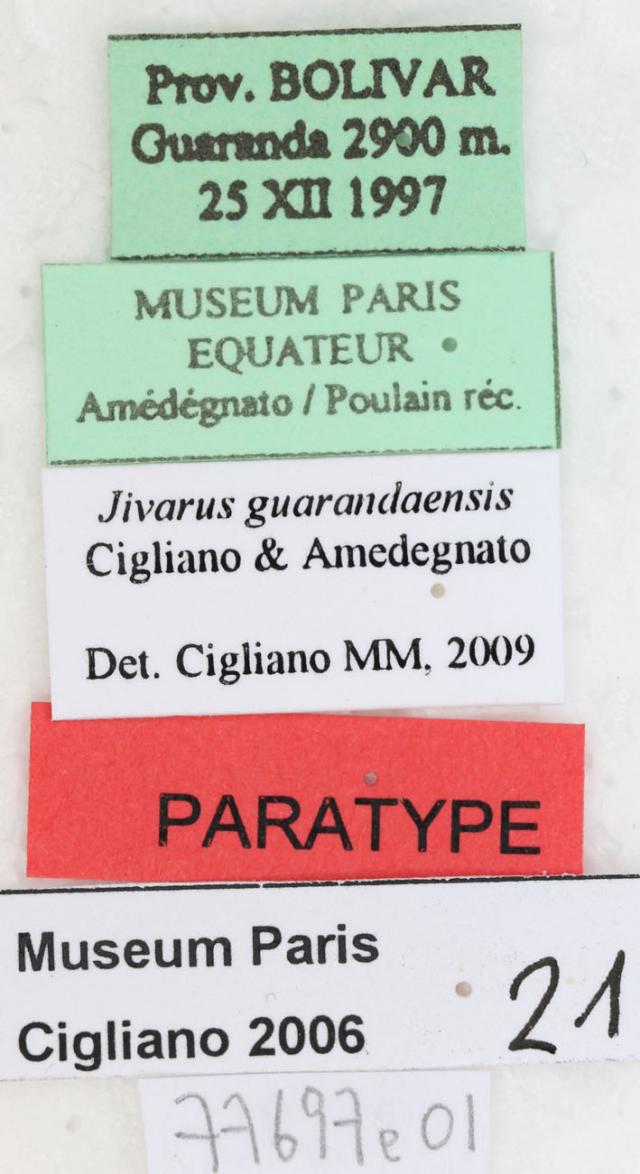 Prov. BOLIVAR
Guaranda 2900 m.
25 XII 1997
MUSEUM PARIS
EQUATEUR
Amédégnato / Poulain réc.
Jivarus guarandaensis
Cigliano & Amedegnato
Det. Cigliano MM, 2009
PARATYPE
Museum Paris
Cigliano 2006
21
77697e01